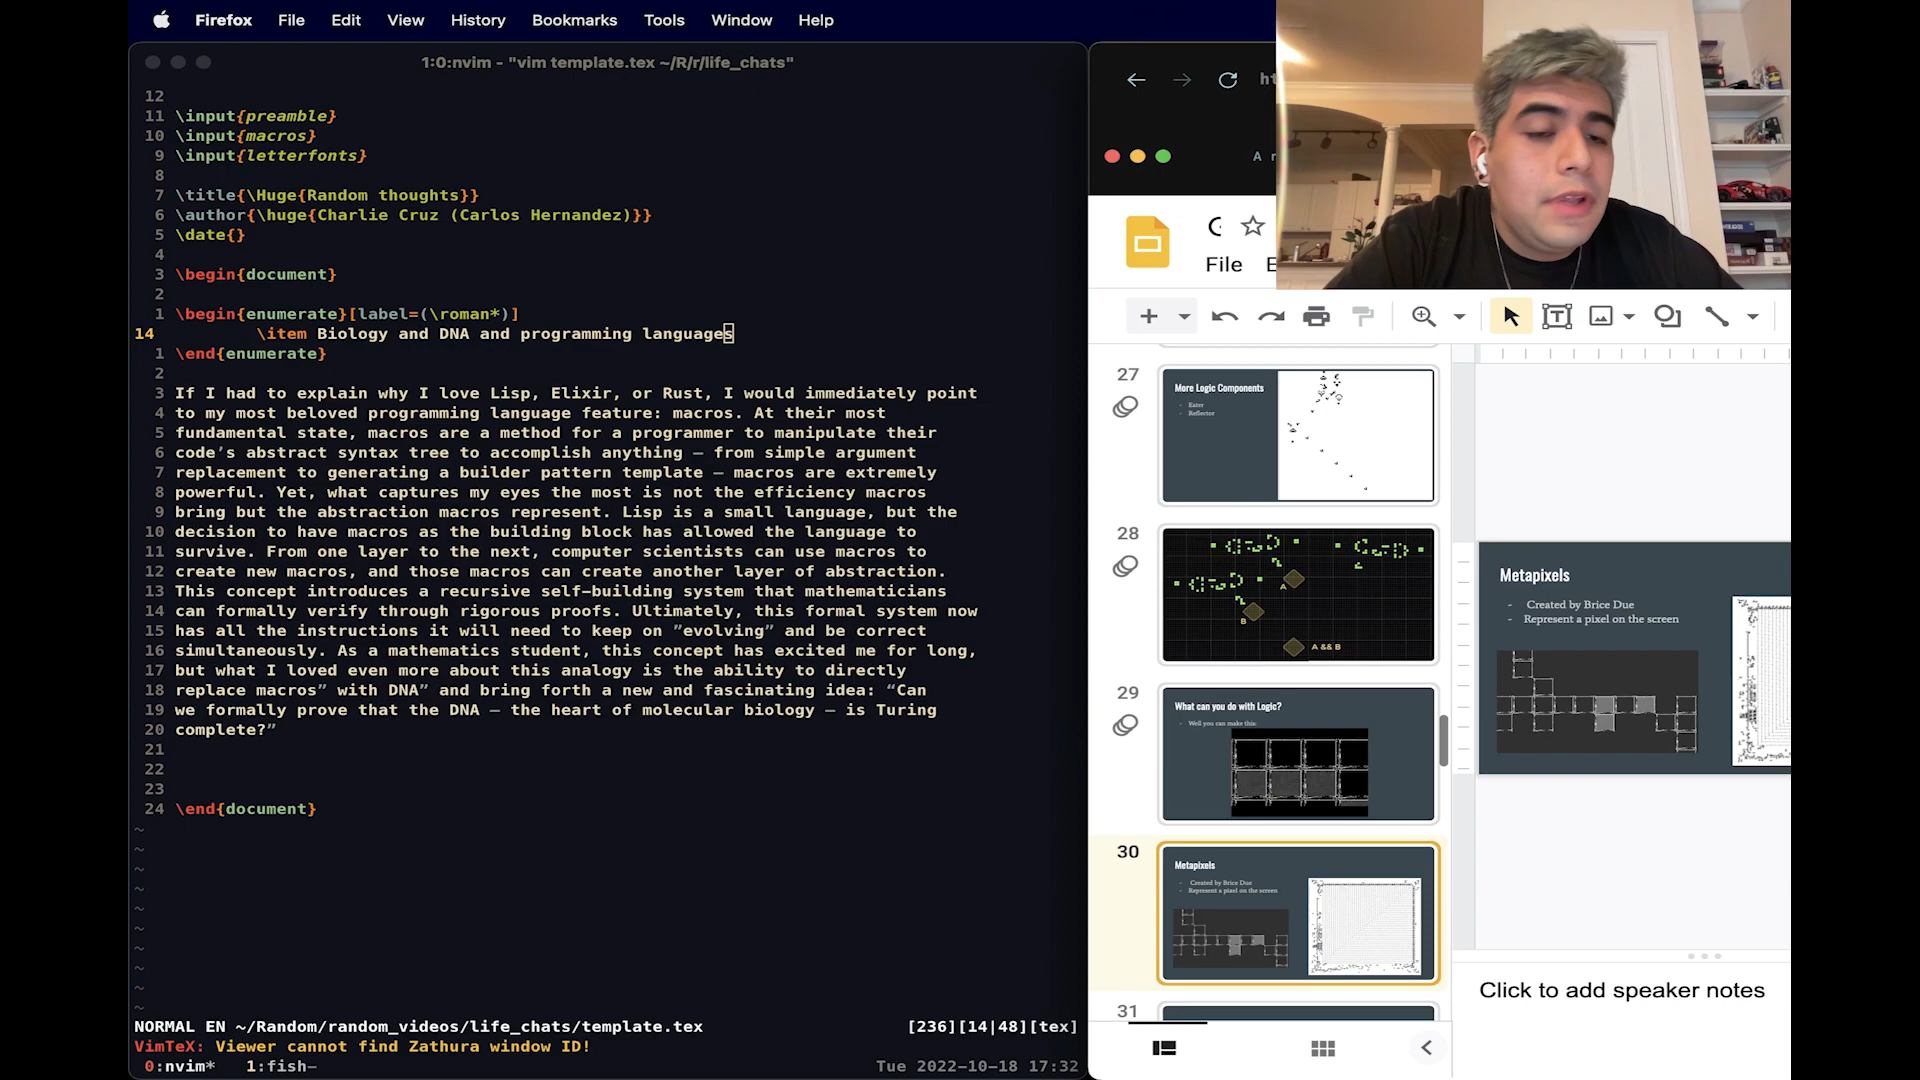 Firefox File Edit View History Bookmarks Tools Window Help
1:0:nvim - "vim template.tex ~/R/r/life_chats"
12
11 \input{preamble}
10 \input{macros}
9 \input{letterfonts}
8
7 \title{\Huge{Random thoughts}}
6 \author{\huge{Charlie Cruz (Carlos Hernandez)}}
5 \date{}
4
3 \begin{document}
2
1 \begin{enumerate}[label=(\roman*)]
14 \item Biology and DNA and programming languages
1 \end{enumerate}
2
3 If I had to explain why I love Lisp, Elixir, or Rust, I would immediately point
4 to my most beloved programming language feature: macros. At their most
5 fundamental state, macros are a method for a programmer to manipulate their
6 code’s abstract syntax tree to accomplish anything — from simple argument
7 replacement to generating a builder pattern template — macros are extremely
8 powerful. Yet, what captures my eyes the most is not the efficiency macros
9 bring but the abstraction macros represent. Lisp is a small language, but the
10 decision to have macros as the building block has allowed the language to
11 survive. From one layer to the next, computer scientists can use macros to
12 create new macros, and those macros can create another layer of abstraction.
13 This concept introduces a recursive self-building system that mathematicians
14 can formally verify through rigorous proofs. Ultimately, this formal system now
15 has all the instructions it will need to keep on ”evolving” and be correct
16 simultaneously. As a mathematics student, this concept has excited me for long,
17 but what I loved even more about this analogy is the ability to directly
18 replace macros” with DNA” and bring forth a new and fascinating idea: “Can
19 we formally prove that the DNA — the heart of molecular biology — is Turing
20 complete?”
21
22
23
24 \end{document}
~
~
~
~
~
~
~
~
~
~
NORMAL EN ~/Random/random_videos/life_chats/template.tex [236][14|48][tex]
VimTeX: Viewer cannot find Zathura window ID!
0:nvim* 1:fish- Tue 2022-10-18 17:32
ht
A r
File E
27
More Logic Components
- Eater
- Reflector
28
A
B
A && B
29
What can you do with Logic?
- Well you can make this:
30
Metapixels
- Created by Brice Due
- Represent a pixel on the screen
31
Metapixels
- Created by Brice Due
- Represent a pixel on the screen
Click to add speaker notes